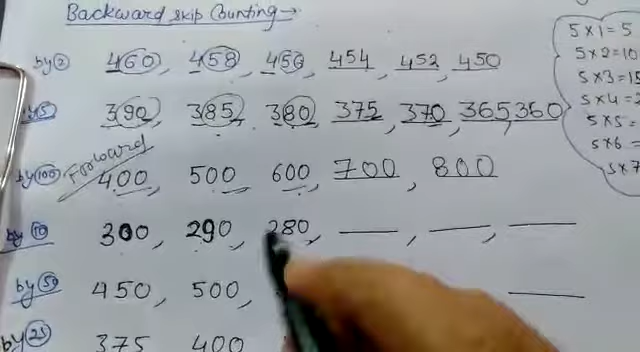 Backward skip Counting →
by ② 460, 458, 456, 454, 452, 450
by 5 390, 385, 380, 375, 370, 365, 360
Forward
by 100 400, 500, 600, 700, 800
by 10 300, 290, 280,
by 50 450, 500,
by 25 375 400
5×1=5
5×2=10
5×3=15
5×4=2
5×5=
5×6=
5×7